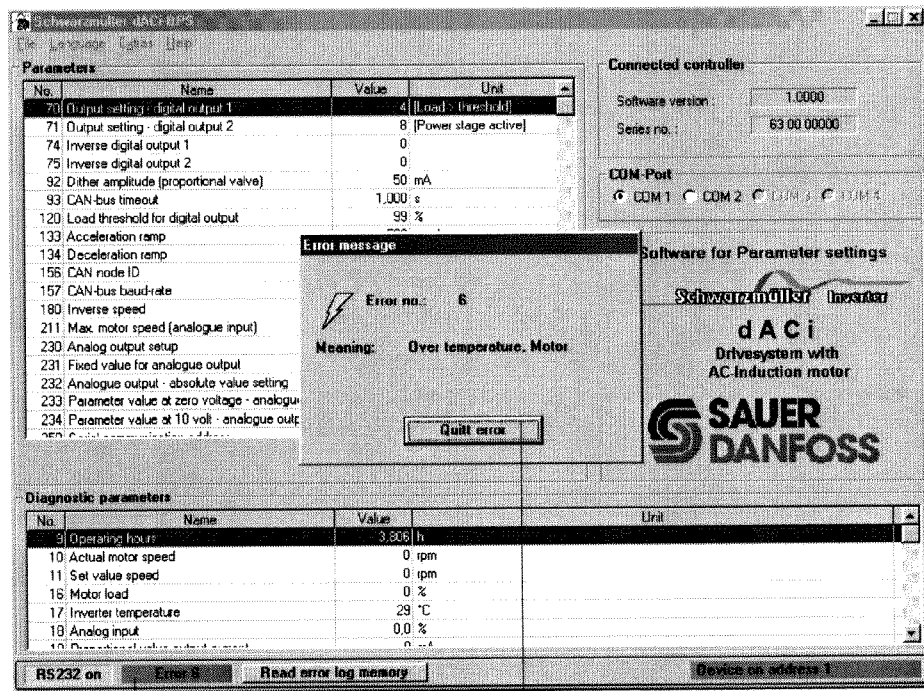 Schwarzmüller dACi-BPS
File Language Extras Help
Parameters
No. Name Value Unit
70 Output setting - digital output 1 4 [Load > threshold]
71 Output setting - digital output 2 8 [Power stage active]
74 Inverse digital output 1 0
75 Inverse digital output 2 0
92 Dither amplitude (proportional valve) 50 mA
93 CAN-bus timeout 1,000 s
120 Load threshold for digital output 99 %
133 Acceleration ramp
134 Deceleration ramp
156 CAN node ID
157 CAN-bus baud-rate
180 Inverse speed
211 Max. motor speed (analogue input)
230 Analog output setup
231 Fixed value for analogue output
232 Analogue output - absolute value setting
233 Parameter value at zero voltage - analogu
234 Parameter value at 10 volt - analogue outp
Connected controller
Software version : 1.0000
Series no. : 63 00 00000
COM-Port
COM 1 COM 2 COM 3 COM 4
Software for Parameter settings
Schwarzmüller Inverter
dACi
Drivesystem with
AC-Induction motor
SAUER
DANFOSS
Error message
Error no.: 6
Meaning: Over temperature, Motor
Quitt error
Diagnostic parameters
No. Name Value Unit
9 Operating hours 3,806 h
10 Actual motor speed 0 rpm
11 Set value speed 0 rpm
16 Motor load 0 %
17 Inverter temperature 29 °C
18 Analog input 0,0 %
RS232 on Error 6 Read error log memory Device on address 1